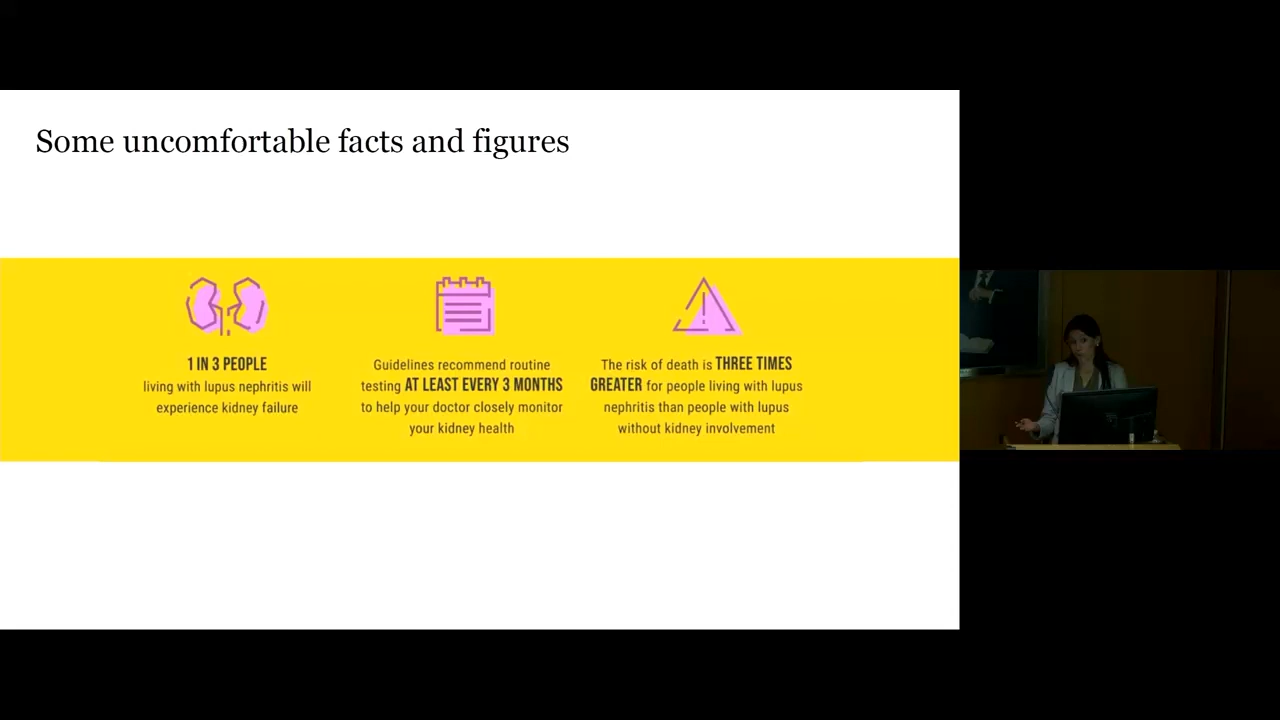 Some uncomfortable facts and figures
1 IN 3 PEOPLE
living with lupus nephritis will
experience kidney failure
Guidelines recommend routine
testing AT LEAST EVERY 3 MONTHS
to help your doctor closely monitor
your kidney health
The risk of death is THREE TIMES
GREATER for people living with lupus
nephritis than people with lupus
without kidney involvement